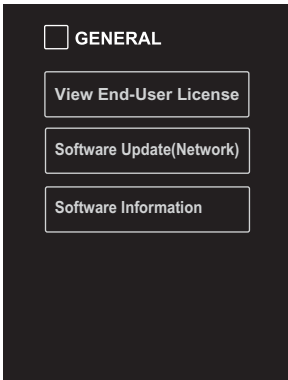 GENERAL
View End-User License
Software Update(Network)
Software Information